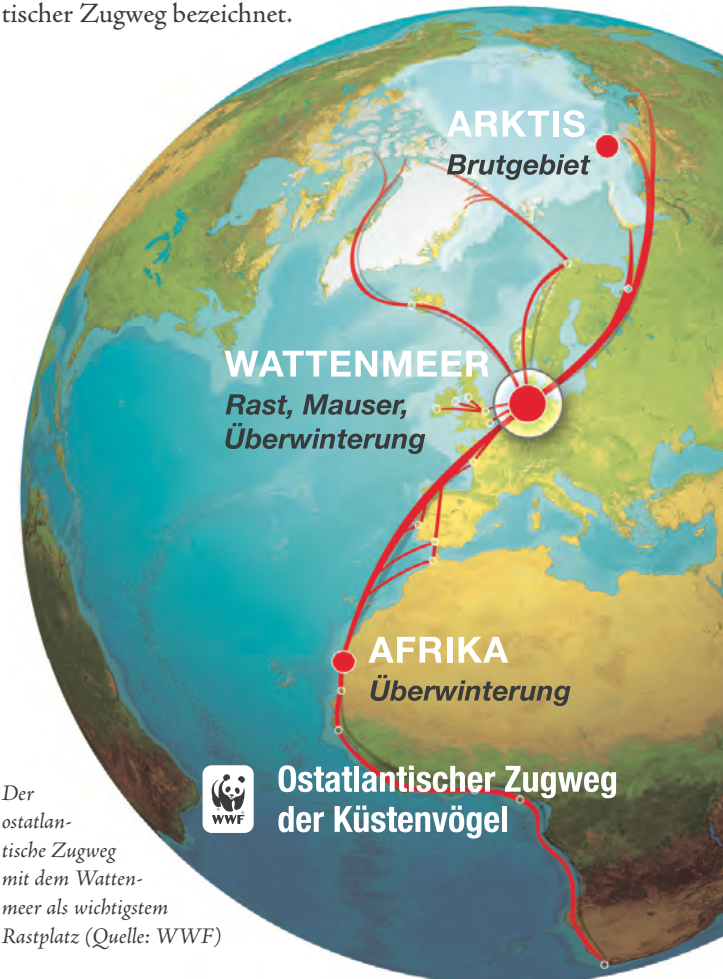 tischer Zugweg bezeichnet.
ARKTIS
Brutgebiet
WATTENMEER
Rast, Mauser,
Überwinterung
AFRIKA
Überwinterung
WWF
Ostatlantischer Zugweg
der Küstenvögel
Der
ostatlan-
tische Zugweg
mit dem Watten-
meer als wichtigstem
Rastplatz (Quelle: WWF)